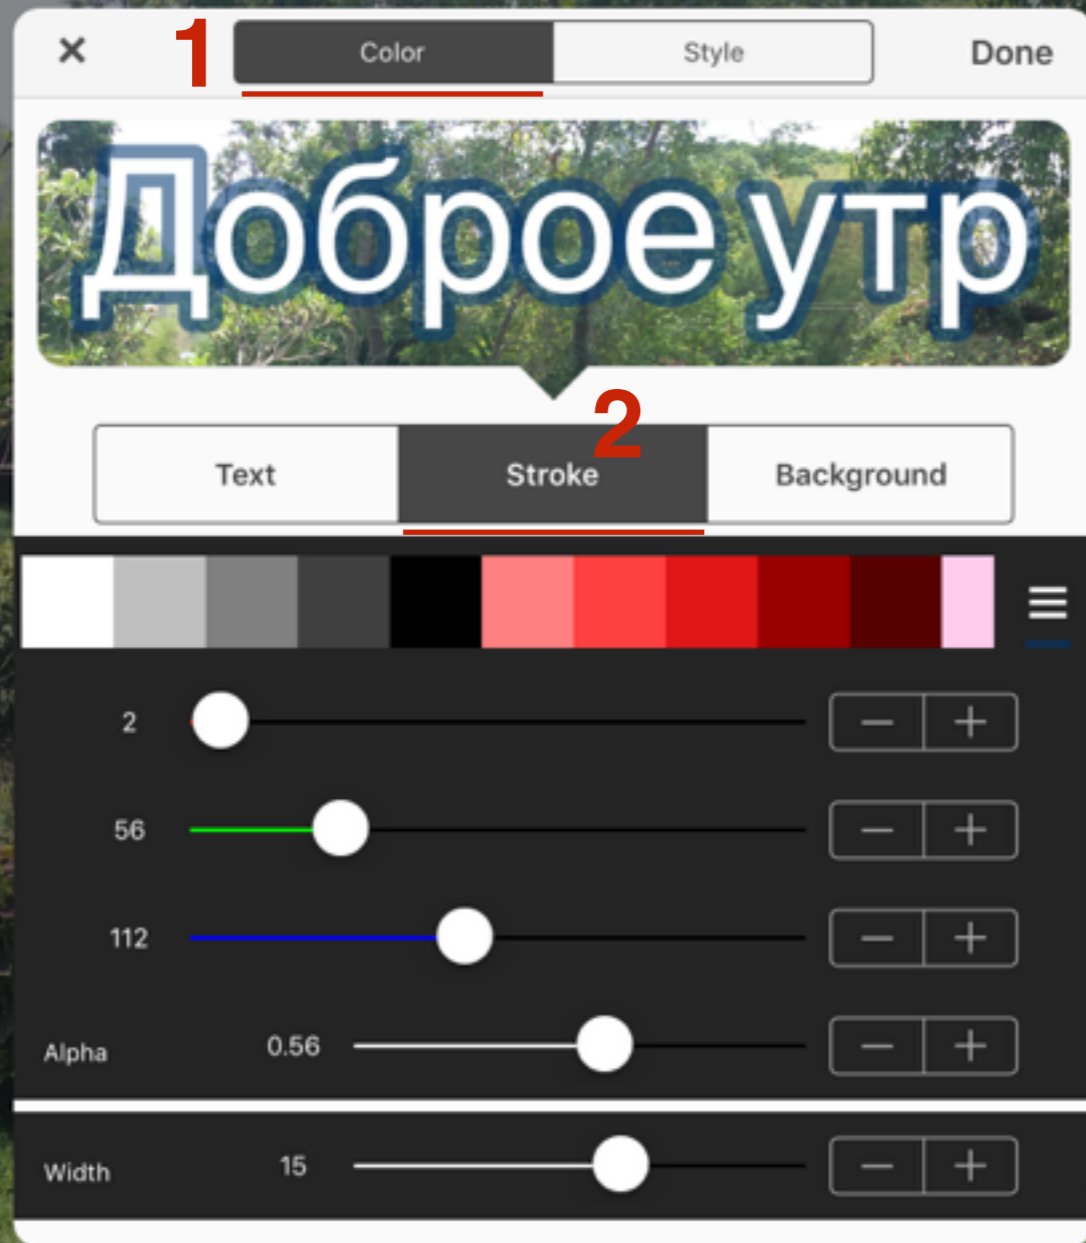 ✕ 1 Color Style Done
Доброе утр
2
Text Stroke Background
2
56
112
Alpha 0.56
Width 15